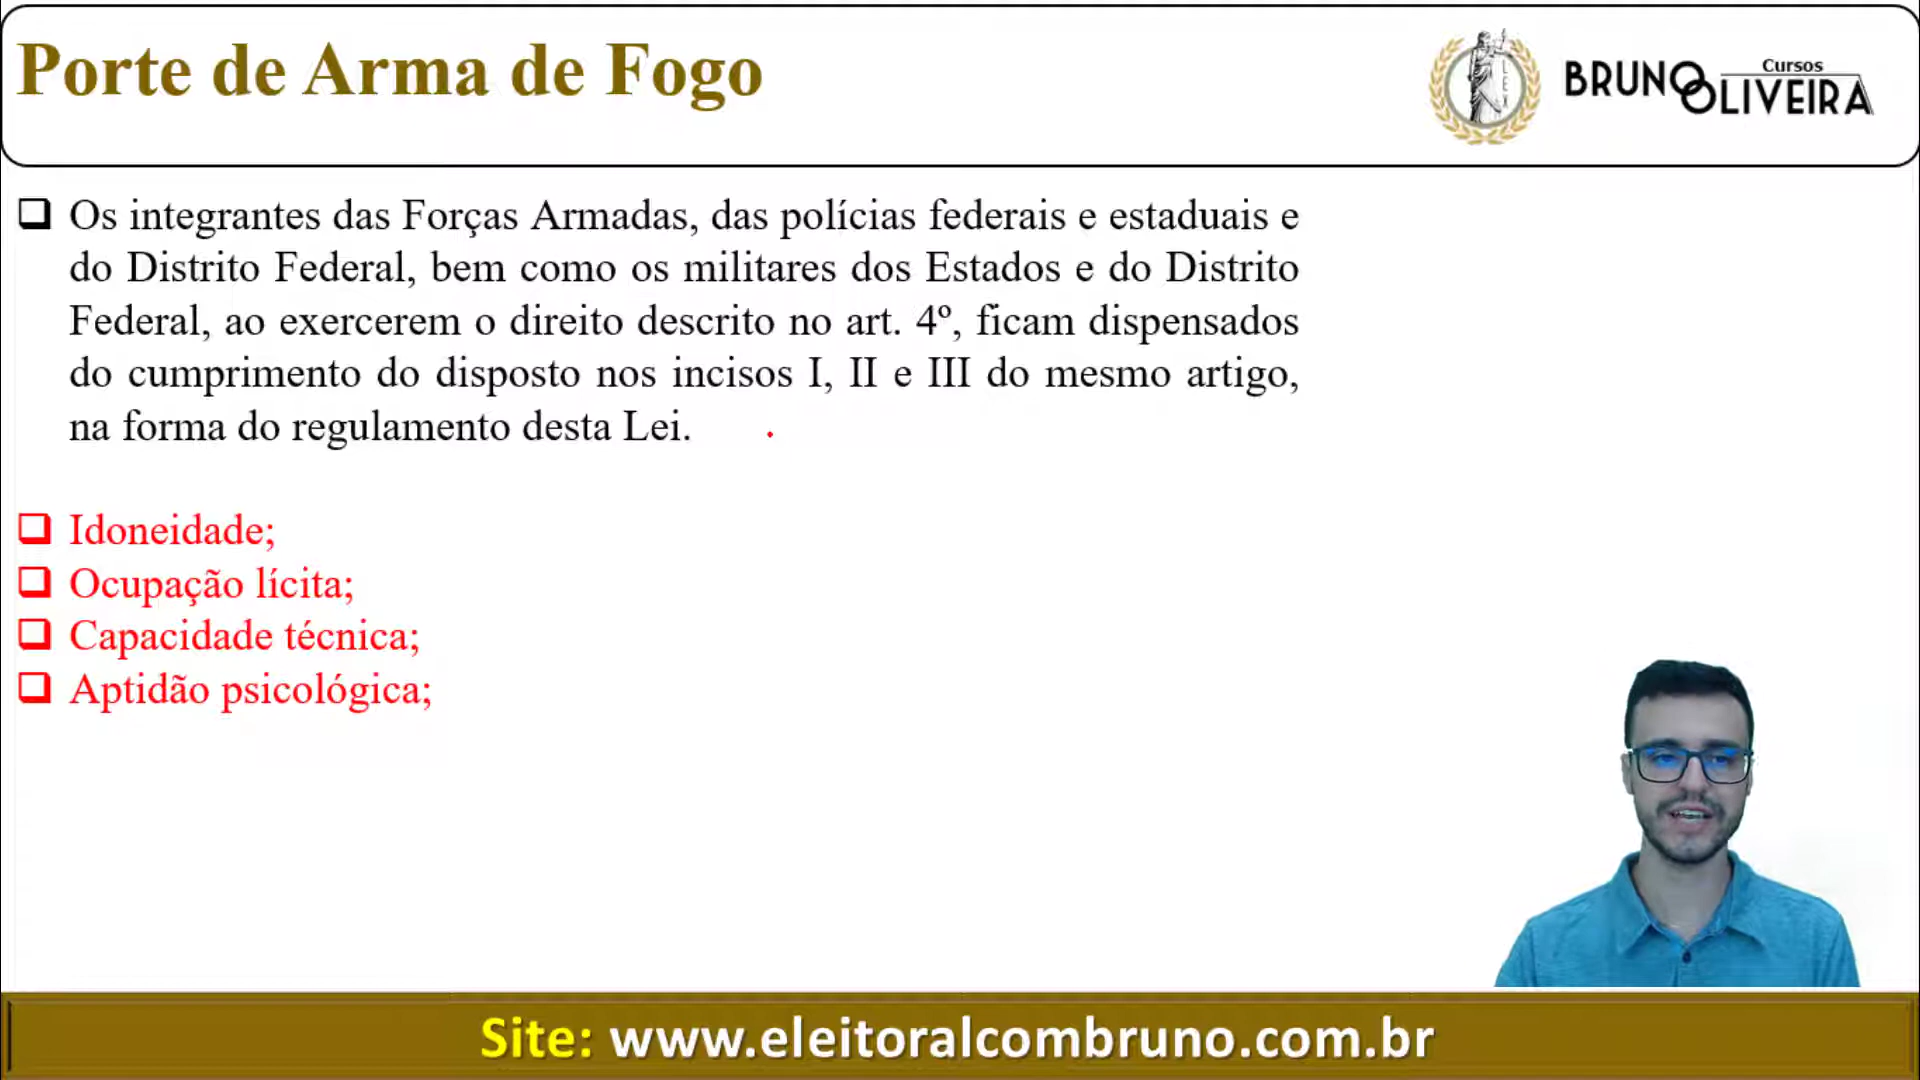 Porte de Arma de Fogo
LEX
Cursos
BRUNO OLIVEIRA
Os integrantes das Forças Armadas, das polícias federais e estaduais e
do Distrito Federal, bem como os militares dos Estados e do Distrito
Federal, ao exercerem o direito descrito no art. 4º, ficam dispensados
do cumprimento do disposto nos incisos I, II e III do mesmo artigo,
na forma do regulamento desta Lei.
Idoneidade;
Ocupação lícita;
Capacidade técnica;
Aptidão psicológica;
Site: www.eleitoralcombruno.com.br